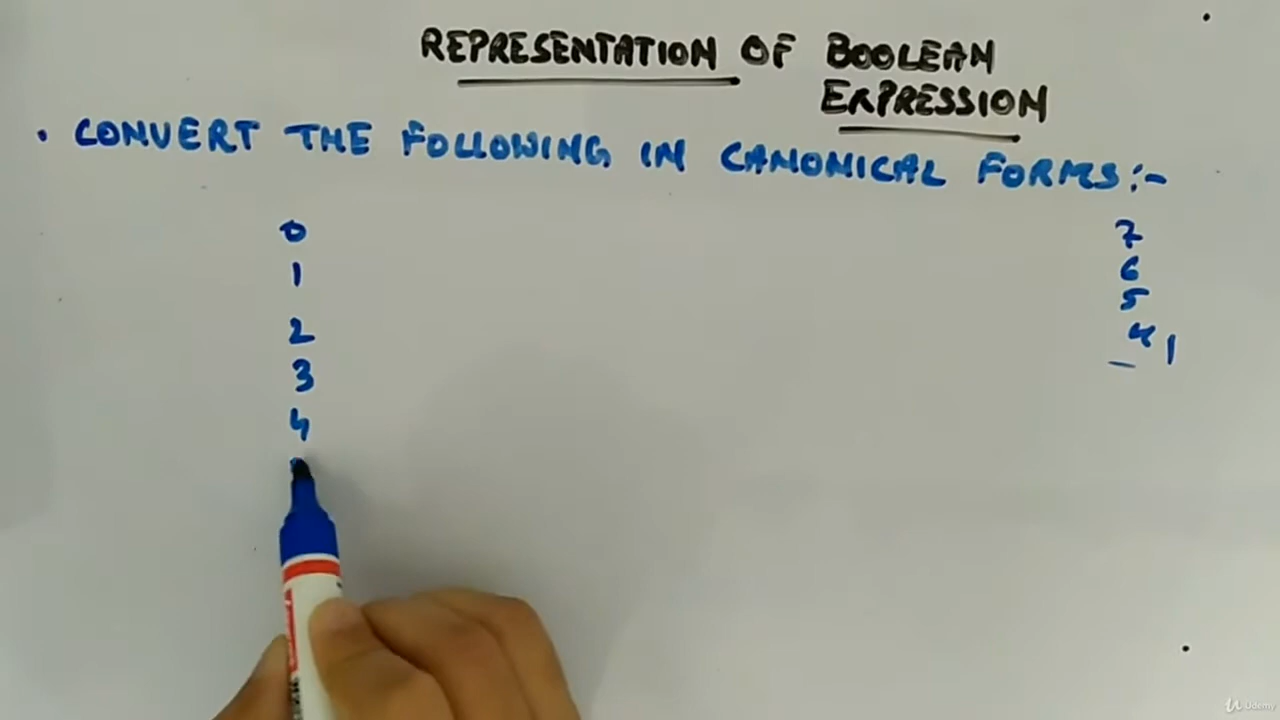 REPRESENTATION OF BOOLEAN
EXPRESSION
• CONVERT THE FOLLOWING IN CANONICAL FORMS:-
0
1
2
3
4
7
6
5
4 1
Udemy